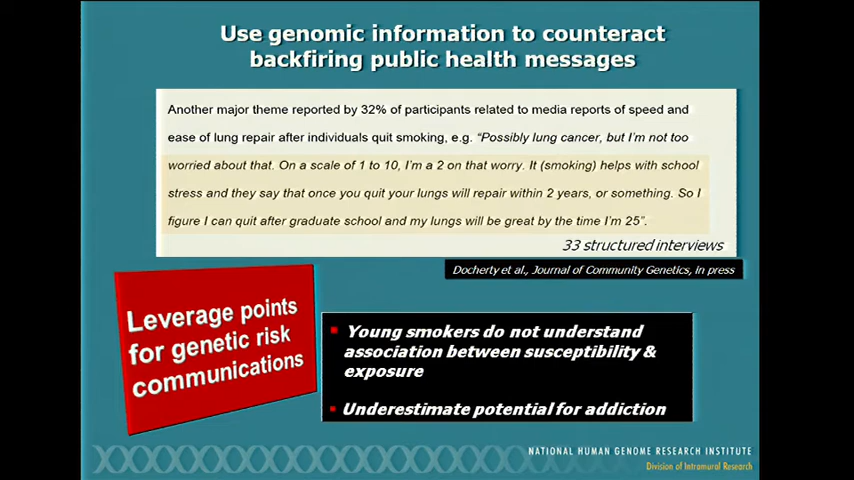 Use genomic information to counteract
backfiring public health messages
Another major theme reported by 32% of participants related to media reports of speed and
ease of lung repair after individuals quit smoking, e.g. “Possibly lung cancer, but I’m not too
worried about that. On a scale of 1 to 10, I’m a 2 on that worry. It (smoking) helps with school
stress and they say that once you quit your lungs will repair within 2 years, or something. So I
figure I can quit after graduate school and my lungs will be great by the time I’m 25”.
33 structured interviews
Docherty et al., Journal of Community Genetics, in press
Leverage points
for genetic risk
communications
Young smokers do not understand
association between susceptibility &
exposure
Underestimate potential for addiction
NATIONAL HUMAN GENOME RESEARCH INSTITUTE
Division of Intramural Research